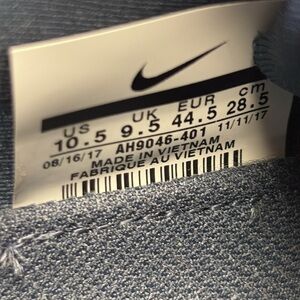 US UK EUR cm
10.5 9.5 44.5 28.5
08/16/17 AH9046-401 11/11/17
MADE IN VIETNAM
FABRIQUE AU VIETNAM